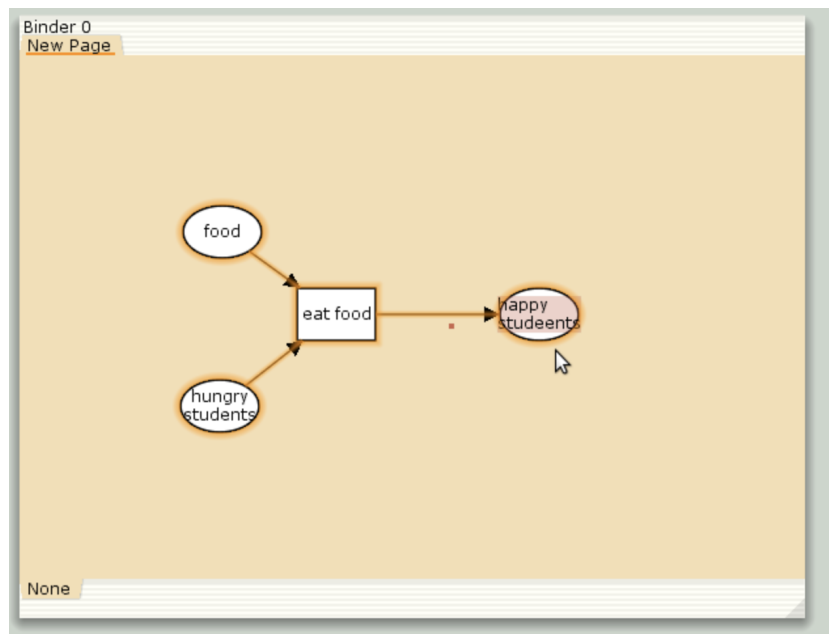 Binder 0
New Page
food
eat food
happy
studeents
hungry
students
None